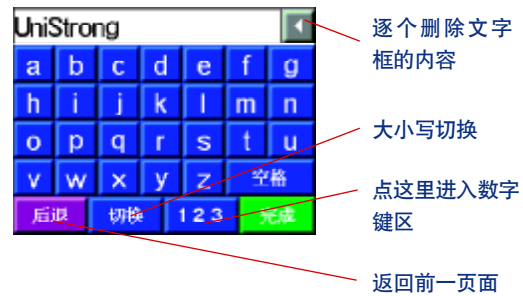 UniStrong
a b c d e f g
h i j k l m n
o p q r s t u
v w x y z 空格
后退 切换 1 2 3 完成
逐个删除文字
框的内容
大小写切换
点这里进入数字
键区
返回前一页面